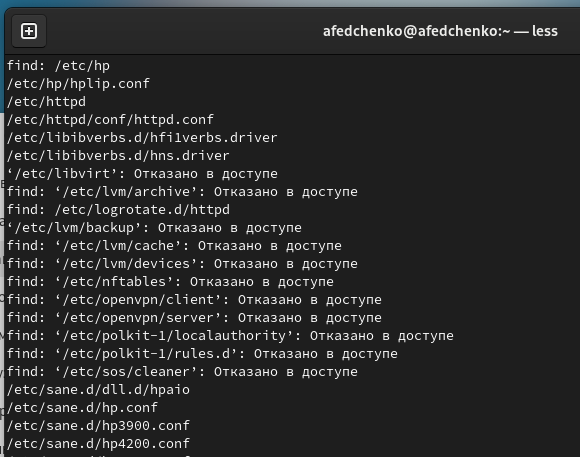 afedchenko@afedchenko:~ — less
find: /etc/hp
/etc/hp/hplip.conf
/etc/httpd
/etc/httpd/conf/httpd.conf
/etc/libibverbs.d/hfi1verbs.driver
/etc/libibverbs.d/hns.driver
‘/etc/libvirt’: Отказано в доступе
find: ‘/etc/lvm/archive’: Отказано в доступе
find: /etc/logrotate.d/httpd
‘/etc/lvm/backup’: Отказано в доступе
find: ‘/etc/lvm/cache’: Отказано в доступе
find: ‘/etc/lvm/devices’: Отказано в доступе
find: ‘/etc/nftables’: Отказано в доступе
find: ‘/etc/openvpn/client’: Отказано в доступе
find: ‘/etc/openvpn/server’: Отказано в доступе
find: ‘/etc/polkit-1/localauthority’: Отказано в доступе
find: ‘/etc/polkit-1/rules.d’: Отказано в доступе
find: ‘/etc/sos/cleaner’: Отказано в доступе
/etc/sane.d/dll.d/hpaio
/etc/sane.d/hp.conf
/etc/sane.d/hp3900.conf
/etc/sane.d/hp4200.conf